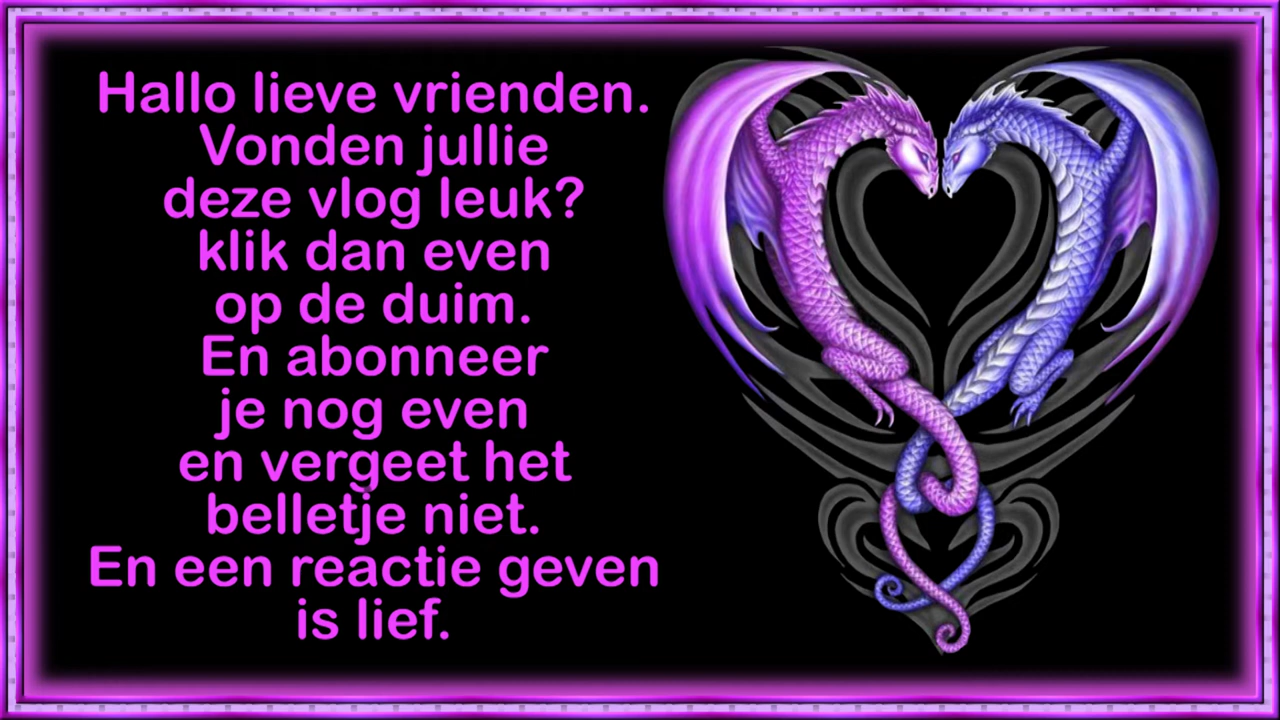 Hallo lieve vrienden.
Vonden jullie
deze vlog leuk?
klik dan even
op de duim.
En abonneer
je nog even
en vergeet het
belletje niet.
En een reactie geven
is lief.